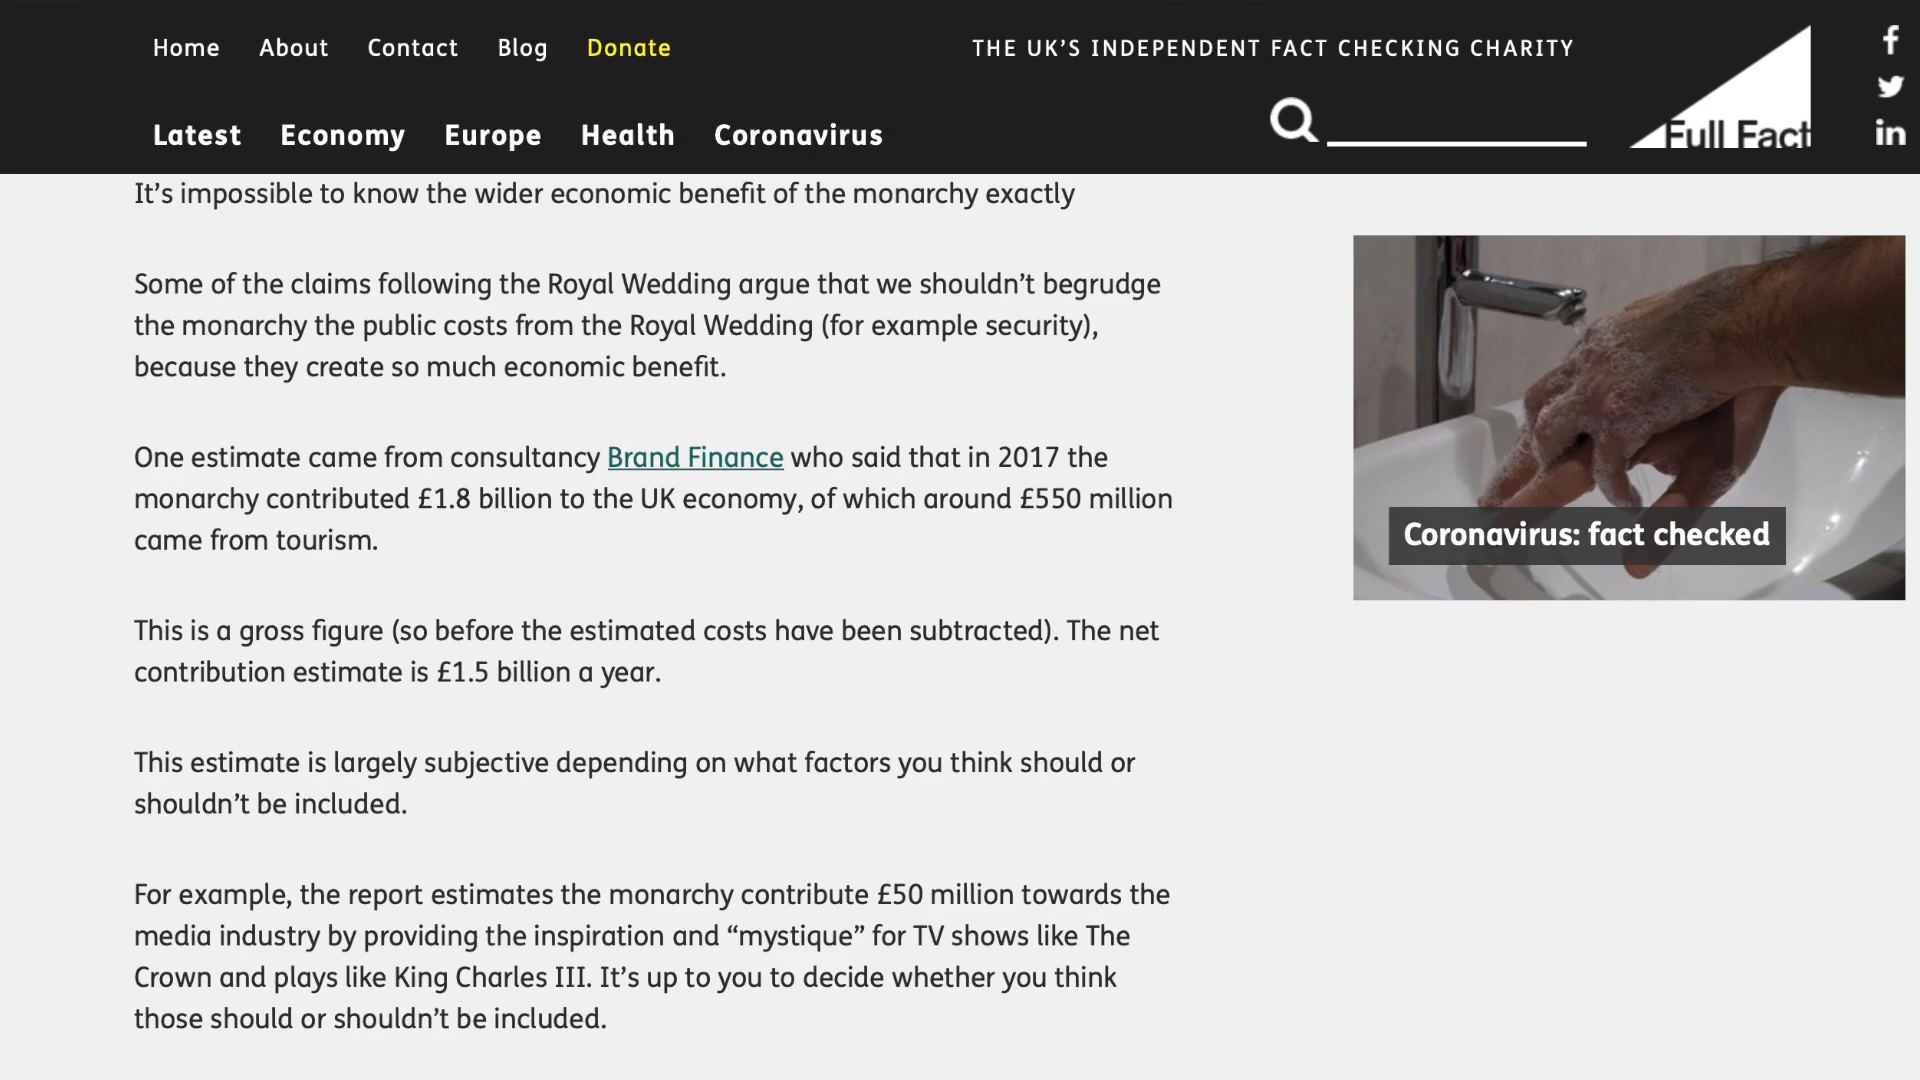 Home About Contact Blog Donate
THE UK’S INDEPENDENT FACT CHECKING CHARITY
Latest Economy Europe Health Coronavirus
Full Fact
It’s impossible to know the wider economic benefit of the monarchy exactly
Some of the claims following the Royal Wedding argue that we shouldn’t begrudge
the monarchy the public costs from the Royal Wedding (for example security),
because they create so much economic benefit.
One estimate came from consultancy Brand Finance who said that in 2017 the
monarchy contributed £1.8 billion to the UK economy, of which around £550 million
came from tourism.
This is a gross figure (so before the estimated costs have been subtracted). The net
contribution estimate is £1.5 billion a year.
This estimate is largely subjective depending on what factors you think should or
shouldn’t be included.
For example, the report estimates the monarchy contribute £50 million towards the
media industry by providing the inspiration and “mystique” for TV shows like The
Crown and plays like King Charles III. It’s up to you to decide whether you think
those should or shouldn’t be included.
Coronavirus: fact checked